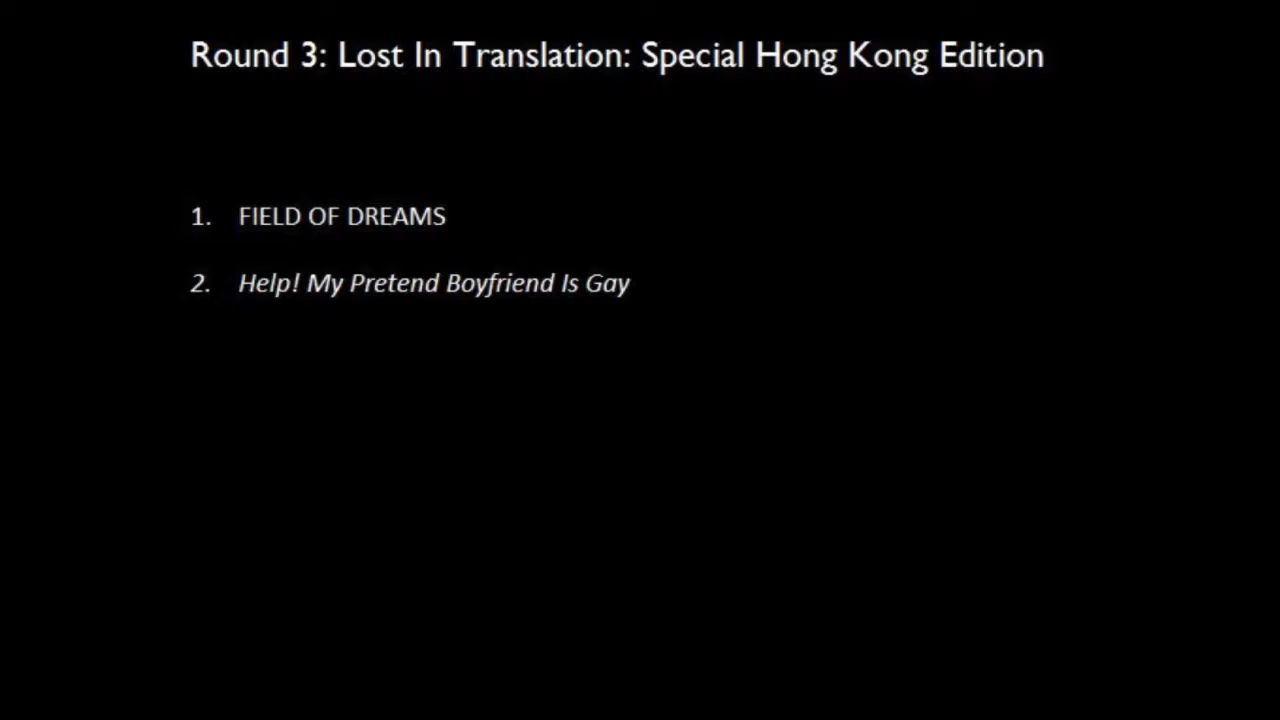 Round 3: Lost In Translation: Special Hong Kong Edition
1. FIELD OF DREAMS
2. Help! My Pretend Boyfriend Is Gay